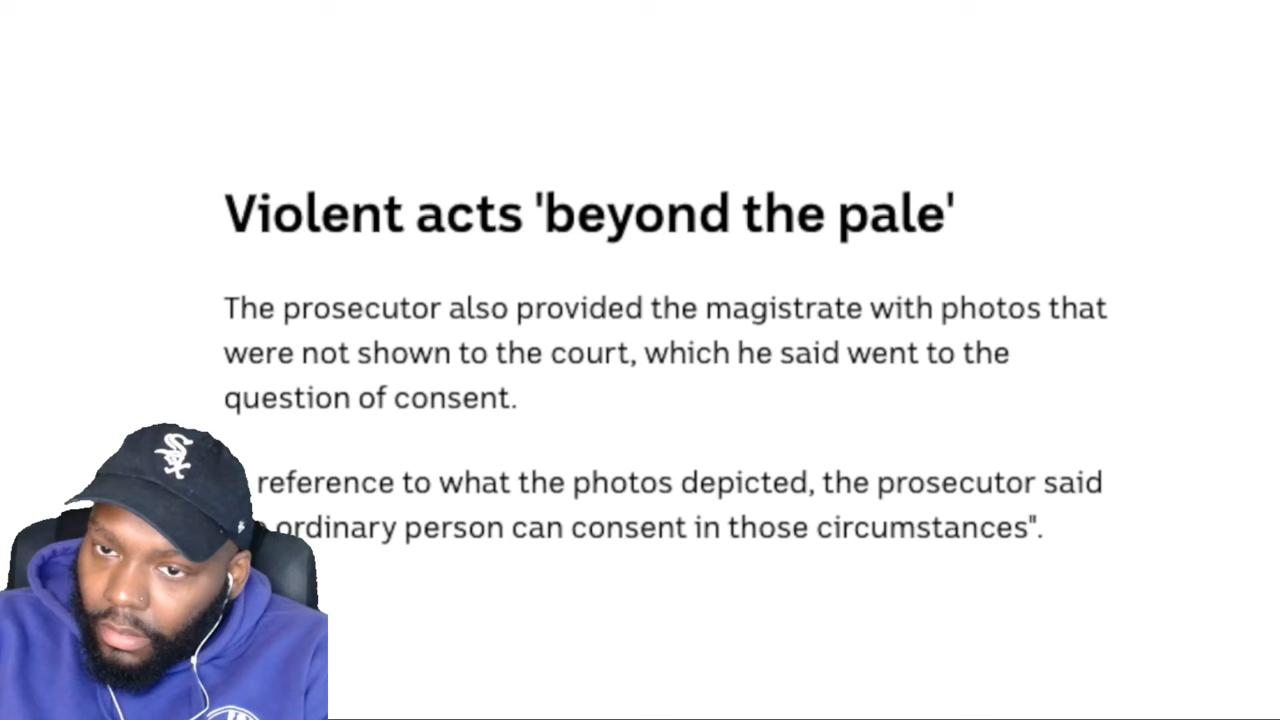 Violent acts 'beyond the pale'
The prosecutor also provided the magistrate with photos that
were not shown to the court, which he said went to the
question of consent.
reference to what the photos depicted, the prosecutor said
ordinary person can consent in those circumstances".